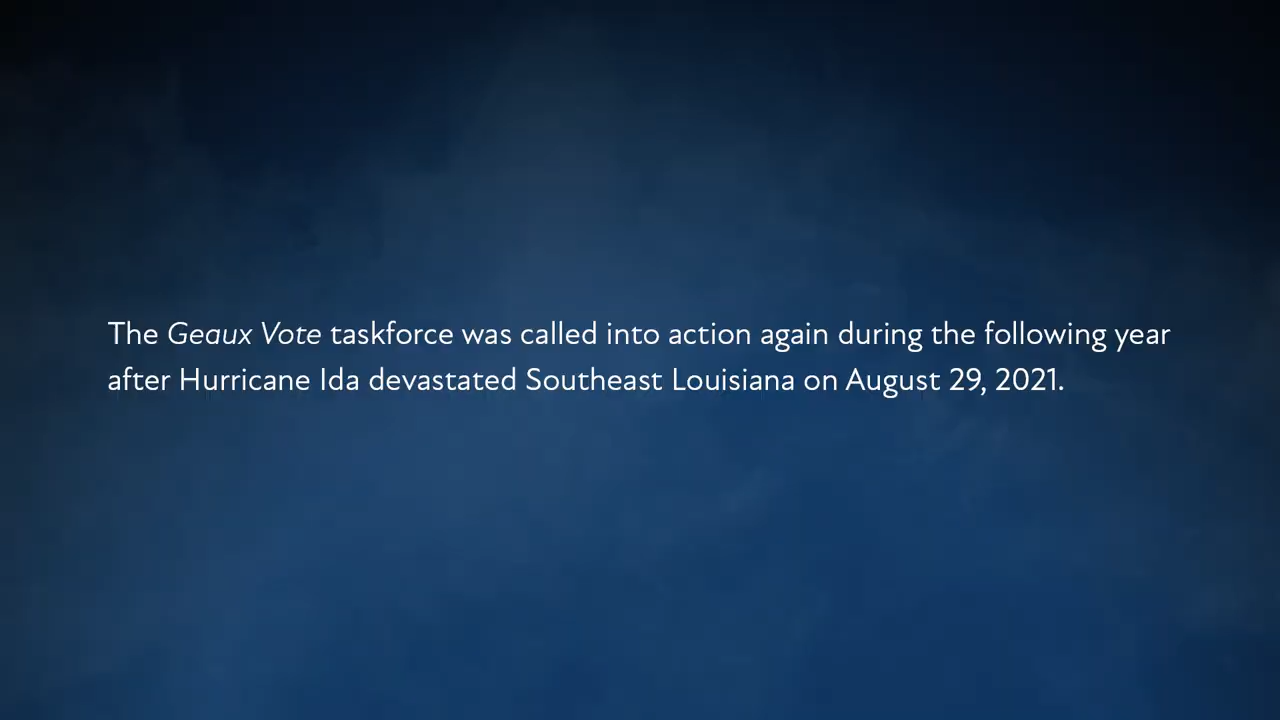 The Geaux Vote taskforce was called into action again during the following year
after Hurricane Ida devastated Southeast Louisiana on August 29, 2021.